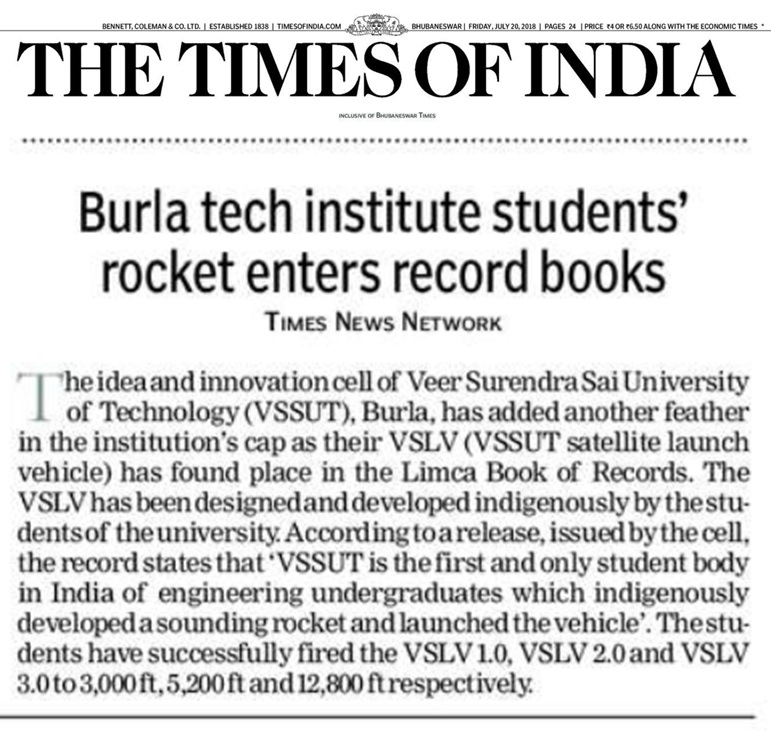 BENNETT, COLEMAN & CO. LTD. | ESTABLISHED 1838 | TIMESOFINDIA.COM BHUBANESWAR | FRIDAY, JULY 20, 2018 | PAGES 24 | PRICE ₹4 OR ₹6.50 ALONG WITH THE ECONOMIC TIMES *
THE TIMES OF INDIA
INCLUSIVE OF BHUBANESWAR TIMES
Burla tech institute students’
rocket enters record books
TIMES NEWS NETWORK
The idea and innovation cell of Veer Surendra Sai University
of Technology (VSSUT), Burla, has added another feather
in the institution’s cap as their VSLV (VSSUT satellite launch
vehicle) has found place in the Limca Book of Records. The
VSLV has been designed and developed indigenously by the stu-
dents of the university. According to a release, issued by the cell,
the record states that ‘VSSUT is the first and only student body
in India of engineering undergraduates which indigenously
developed a sounding rocket and launched the vehicle’. The stu-
dents have successfully fired the VSLV 1.0, VSLV 2.0 and VSLV
3.0 to 3,000 ft, 5,200 ft and 12,800 ft respectively.